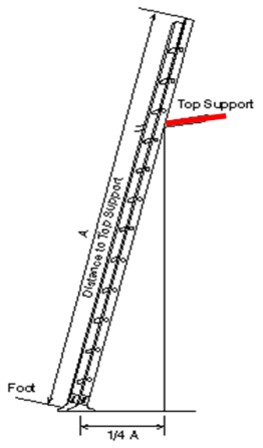 Top Support
A
Distance to Top Support
Foot
1/4 A